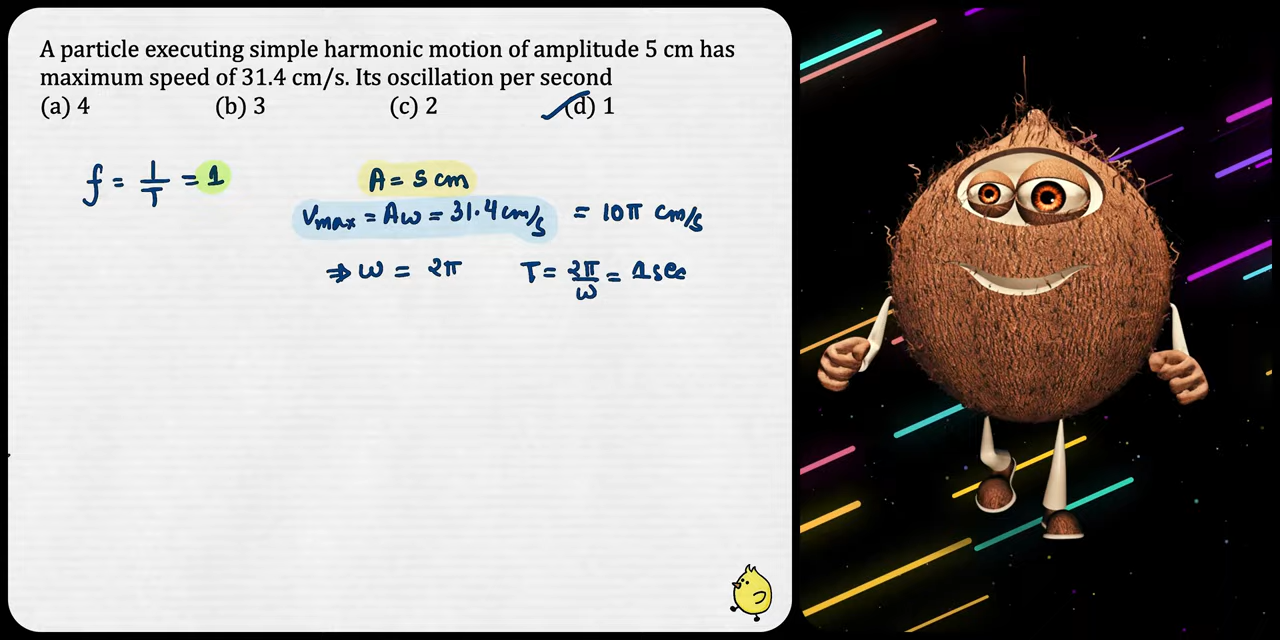 A particle executing simple harmonic motion of amplitude 5 cm has
maximum speed of 31.4 cm/s. Its oscillation per second
(a) 4 (b) 3 (c) 2 (d) 1
f = 1/T = 1
A = 5 cm
Vmax = Aω = 31.4 cm/s = 10π cm/s
⇒ ω = 2π T = 2π/ω = 1 sec